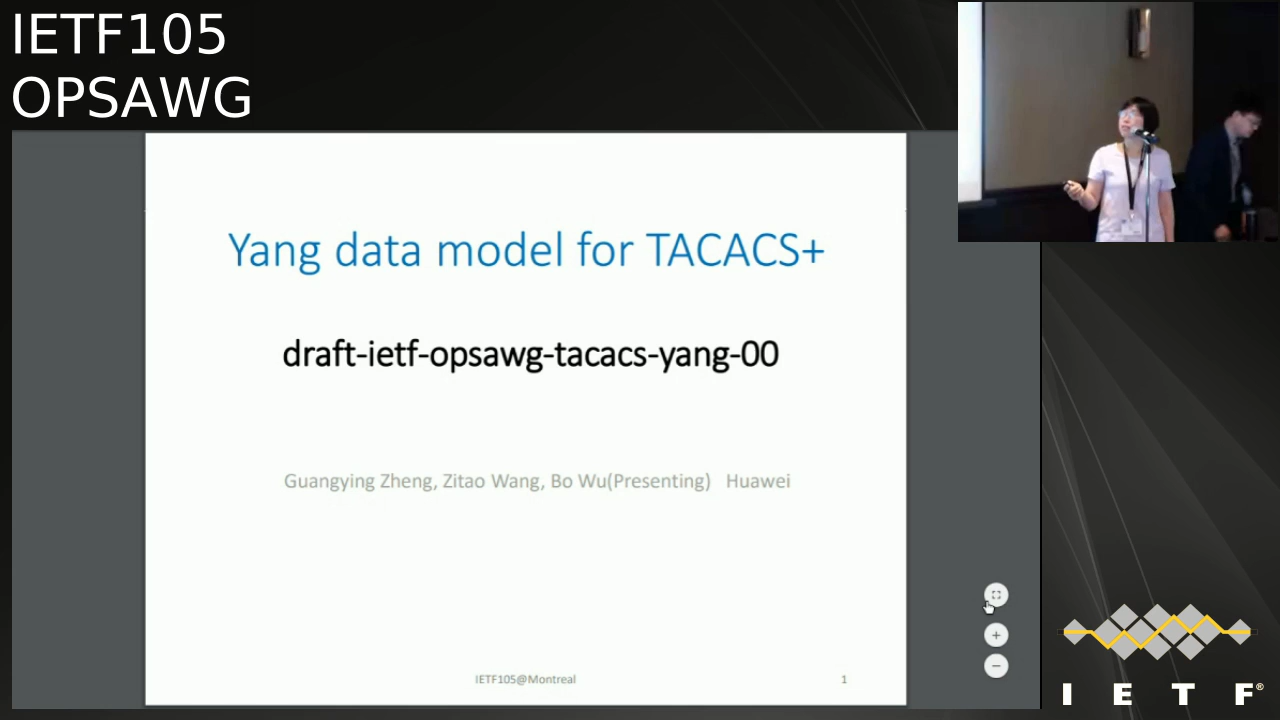 IETF105
OPSAWG
Yang data model for TACACS+
draft-ietf-opsawg-tacacs-yang-00
Guangying Zheng, Zitao Wang, Bo Wu(Presenting) Huawei
IETF105@Montreal 1
I E T F®